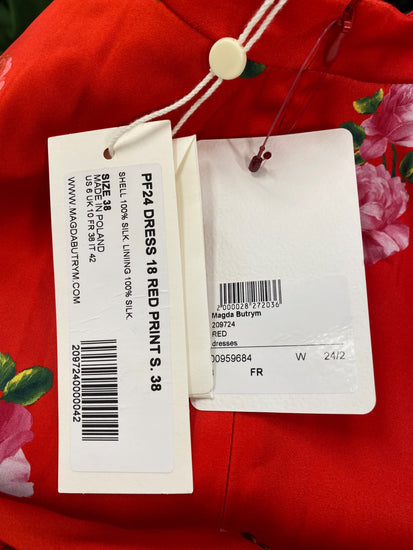 PF24 DRESS 18 RED PRINT S. 38
SHELL 100% SILK. LINIING 100% SILK.
SIZE 38
MADE IN POLAND
US 6 UK 10 FR 38 IT 42
WWW.MAGDABUTRYM.COM
2097240000042
2000028272036
Magda Butrym
209724
RED
dresses
00959684 W 24/2
FR